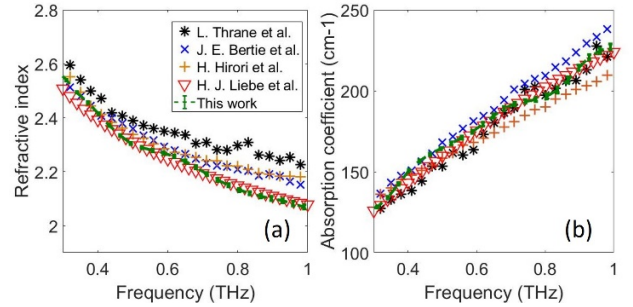 2.8
2.6
2.4
2.2
2
Refractive index
L. Thrane et al.
J. E. Bertie et al.
H. Hirori et al.
H. J. Liebe et al.
This work
(a)
0.4
0.6
0.8
1
Frequency (THz)
250
200
150
100
Absorption coefficient (cm-1)
(b)
0.4
0.6
0.8
1
Frequency (THz)